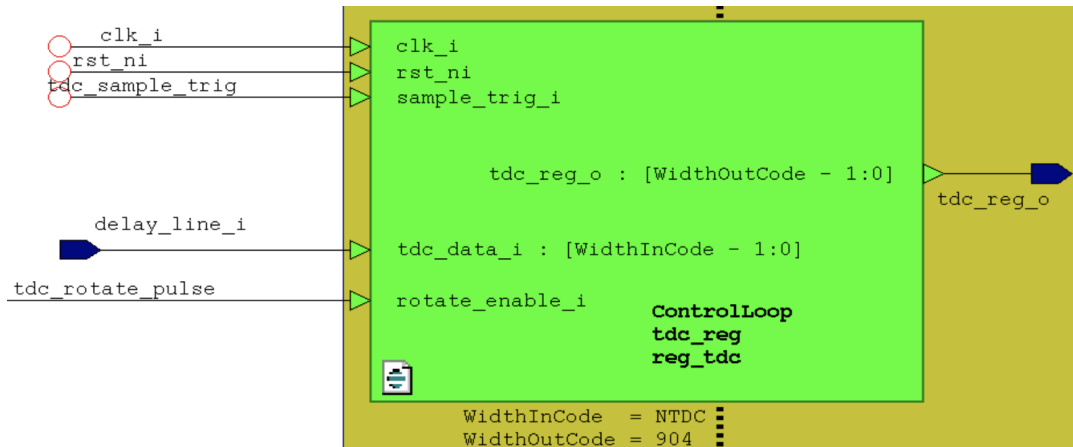 clk_i
clk_i
rst_ni
rst_ni
tdc_sample_trig
sample_trig_i
tdc_reg_o : [WidthOutCode - 1:0]
tdc_reg_o
delay_line_i
tdc_data_i : [WidthInCode - 1:0]
tdc_rotate_pulse
rotate_enable_i
ControlLoop
tdc_reg
reg_tdc
WidthInCode = NTDC
WidthOutCode = 904